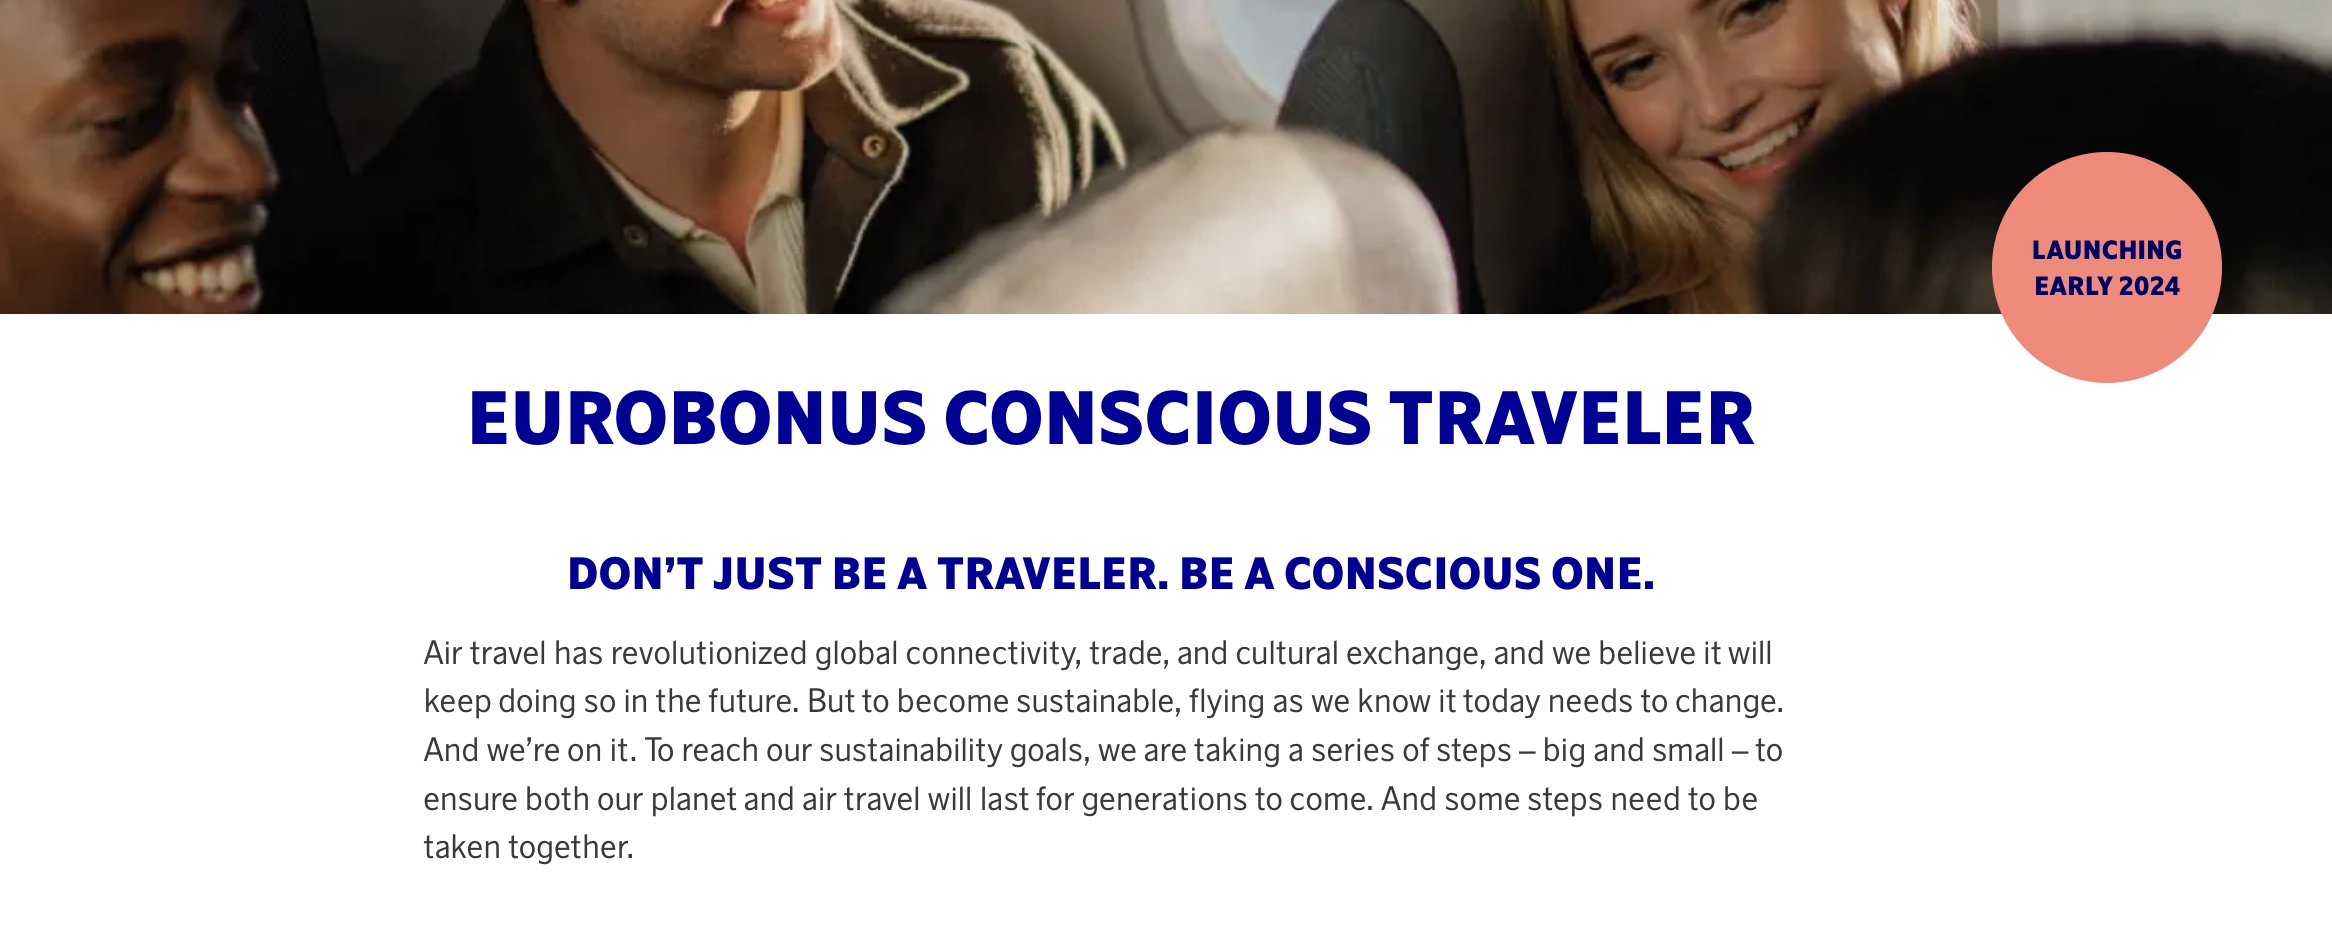 LAUNCHING
EARLY 2024
EUROBONUS CONSCIOUS TRAVELER
DON’T JUST BE A TRAVELER. BE A CONSCIOUS ONE.
Air travel has revolutionized global connectivity, trade, and cultural exchange, and we believe it will
keep doing so in the future. But to become sustainable, flying as we know it today needs to change.
And we’re on it. To reach our sustainability goals, we are taking a series of steps – big and small – to
ensure both our planet and air travel will last for generations to come. And some steps need to be
taken together.